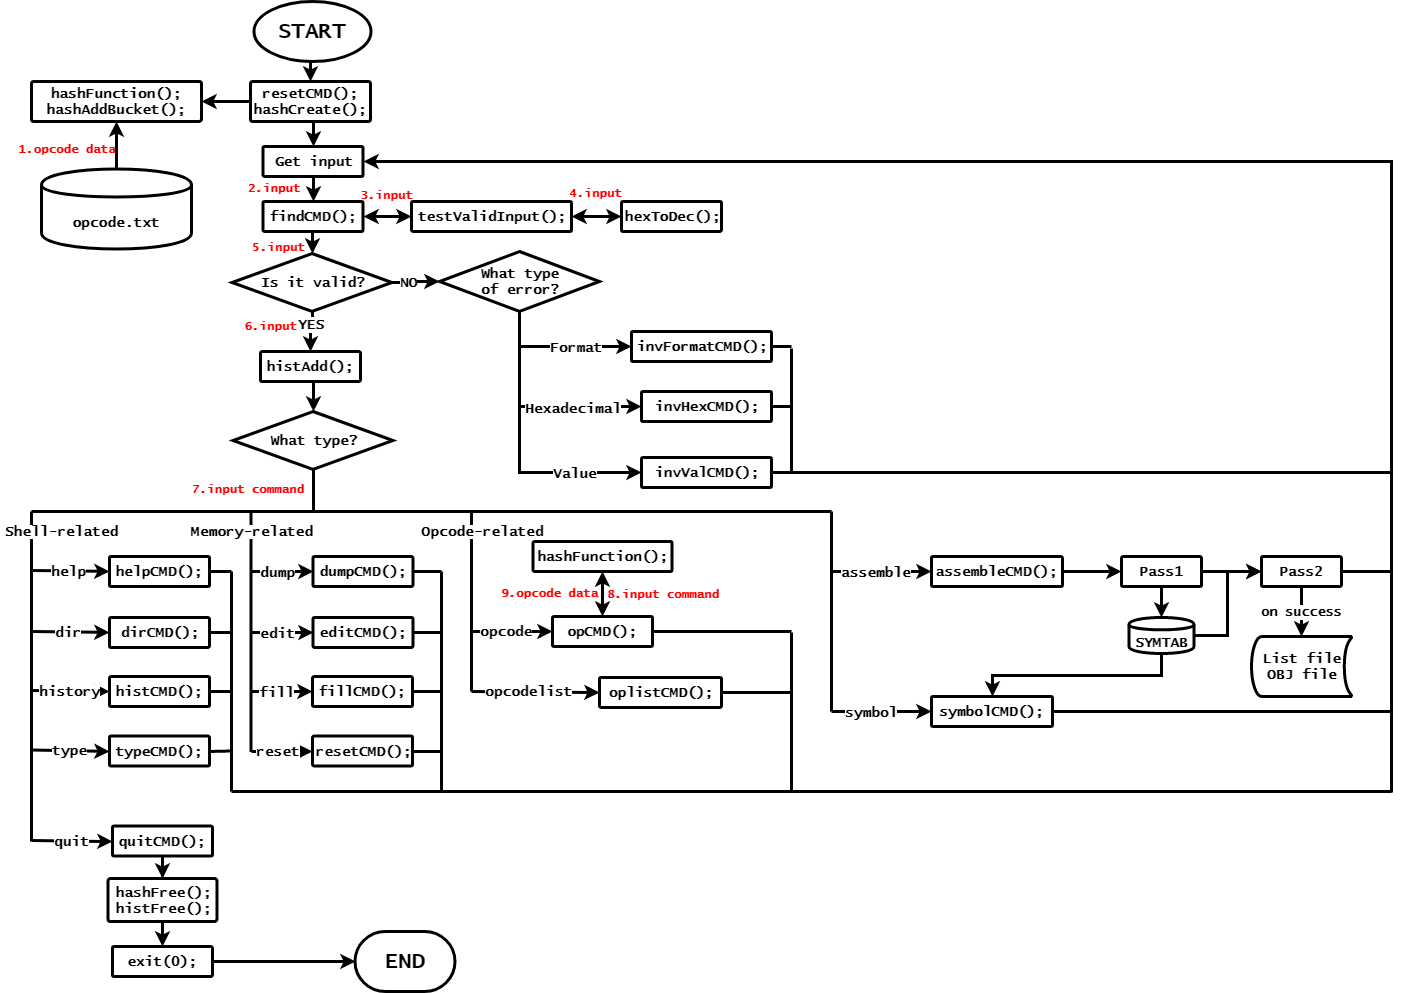 START
hashFunction();
hashAddBucket();
resetCMD();
hashCreate();
1.opcode data
Get input
opcode.txt
2.input
3.input
4.input
findCMD();
testValidInput();
hexToDec();
5.input
Is it valid?
NO
What type
of error?
6.input
YES
Format
invFormatCMD();
histAdd();
Hexadecimal
invHexCMD();
What type?
Value
invValCMD();
7.input command
Shell-related
Memory-related
Opcode-related
hashFunction();
help
helpCMD();
dump
dumpCMD();
9.opcode data
8.input command
assemble
assembleCMD();
Pass1
Pass2
on success
dir
dirCMD();
edit
editCMD();
opcode
opCMD();
SYMTAB
List file
OBJ file
history
histCMD();
fill
fillCMD();
opcodelist
oplistCMD();
symbol
symbolCMD();
type
typeCMD();
reset
resetCMD();
quit
quitCMD();
hashFree();
histFree();
exit(0);
END